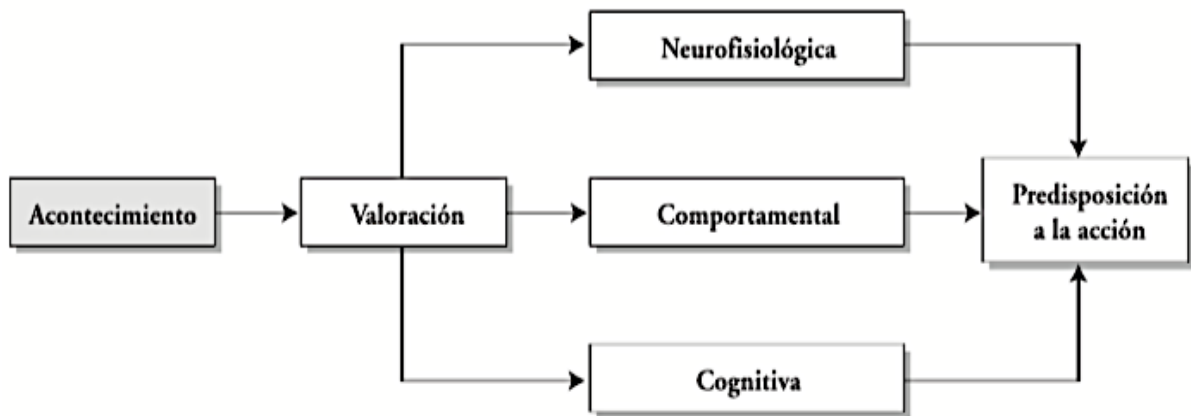 Neurofisiológica
Acontecimiento
Valoración
Comportamental
Predisposición
a la acción
Cognitiva